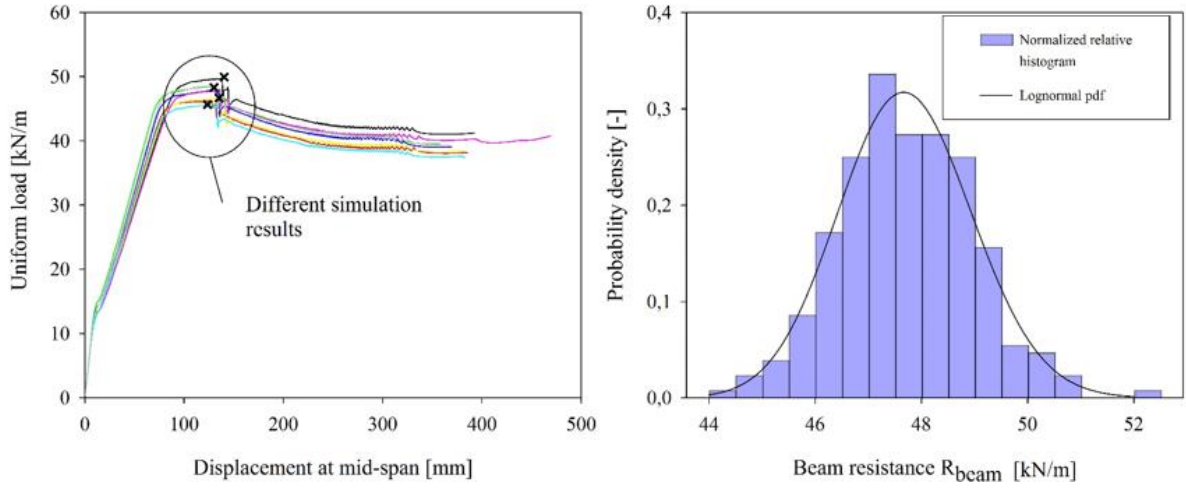 60
50
40
30
20
10
0
Uniform load [kN/m]
Different simulation
results
0 100 200 300 400 500
Displacement at mid-span [mm]
0,4
0,3
0,2
0,1
0,0
Probability density [-]
Normalized relative
histogram
Lognormal pdf
44 46 48 50 52
Beam resistance Rbeam [kN/m]